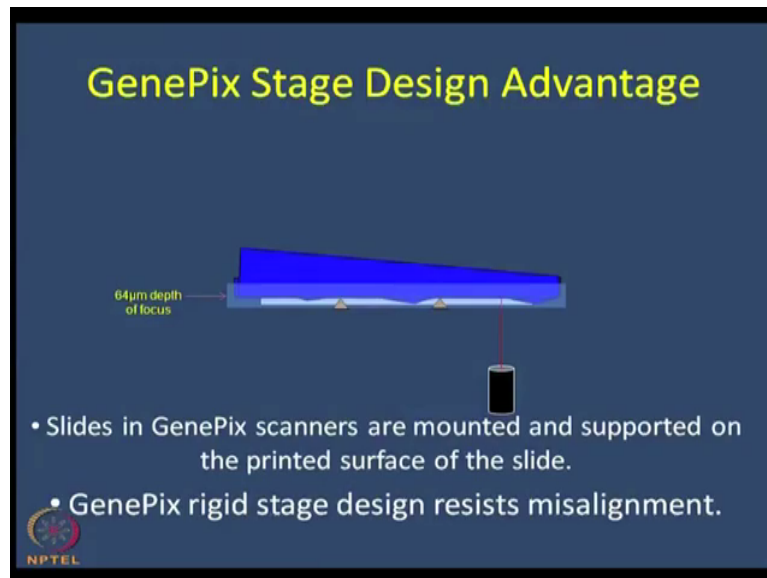 GenePix Stage Design Advantage
64µm depth
of focus
• Slides in GenePix scanners are mounted and supported on
the printed surface of the slide.
• GenePix rigid stage design resists misalignment.
NPTEL